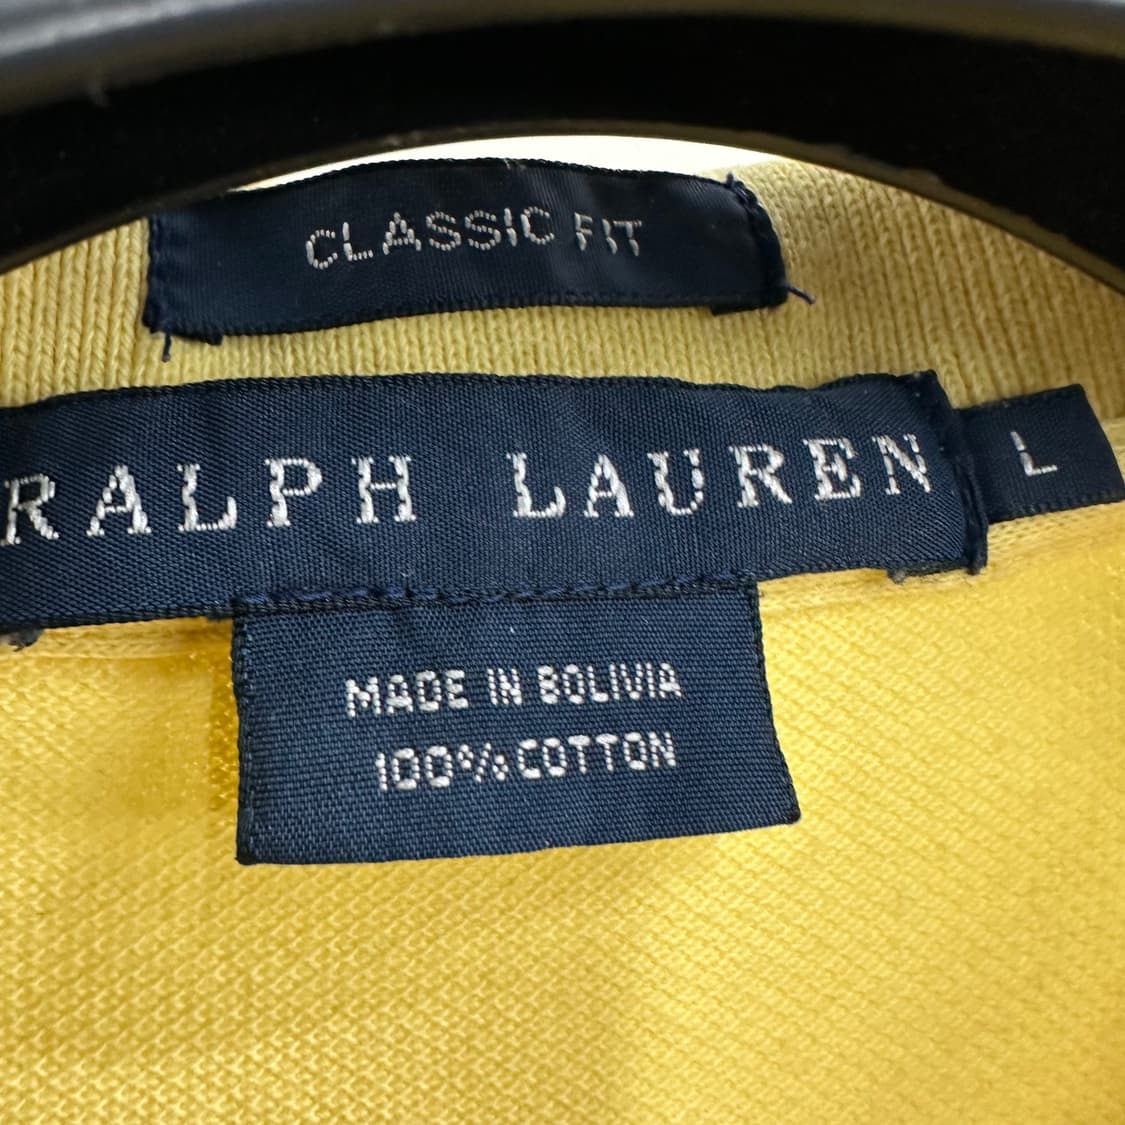 CLASSIC FIT
RALPH LAUREN
L
MADE IN BOLIVIA
100% COTTON